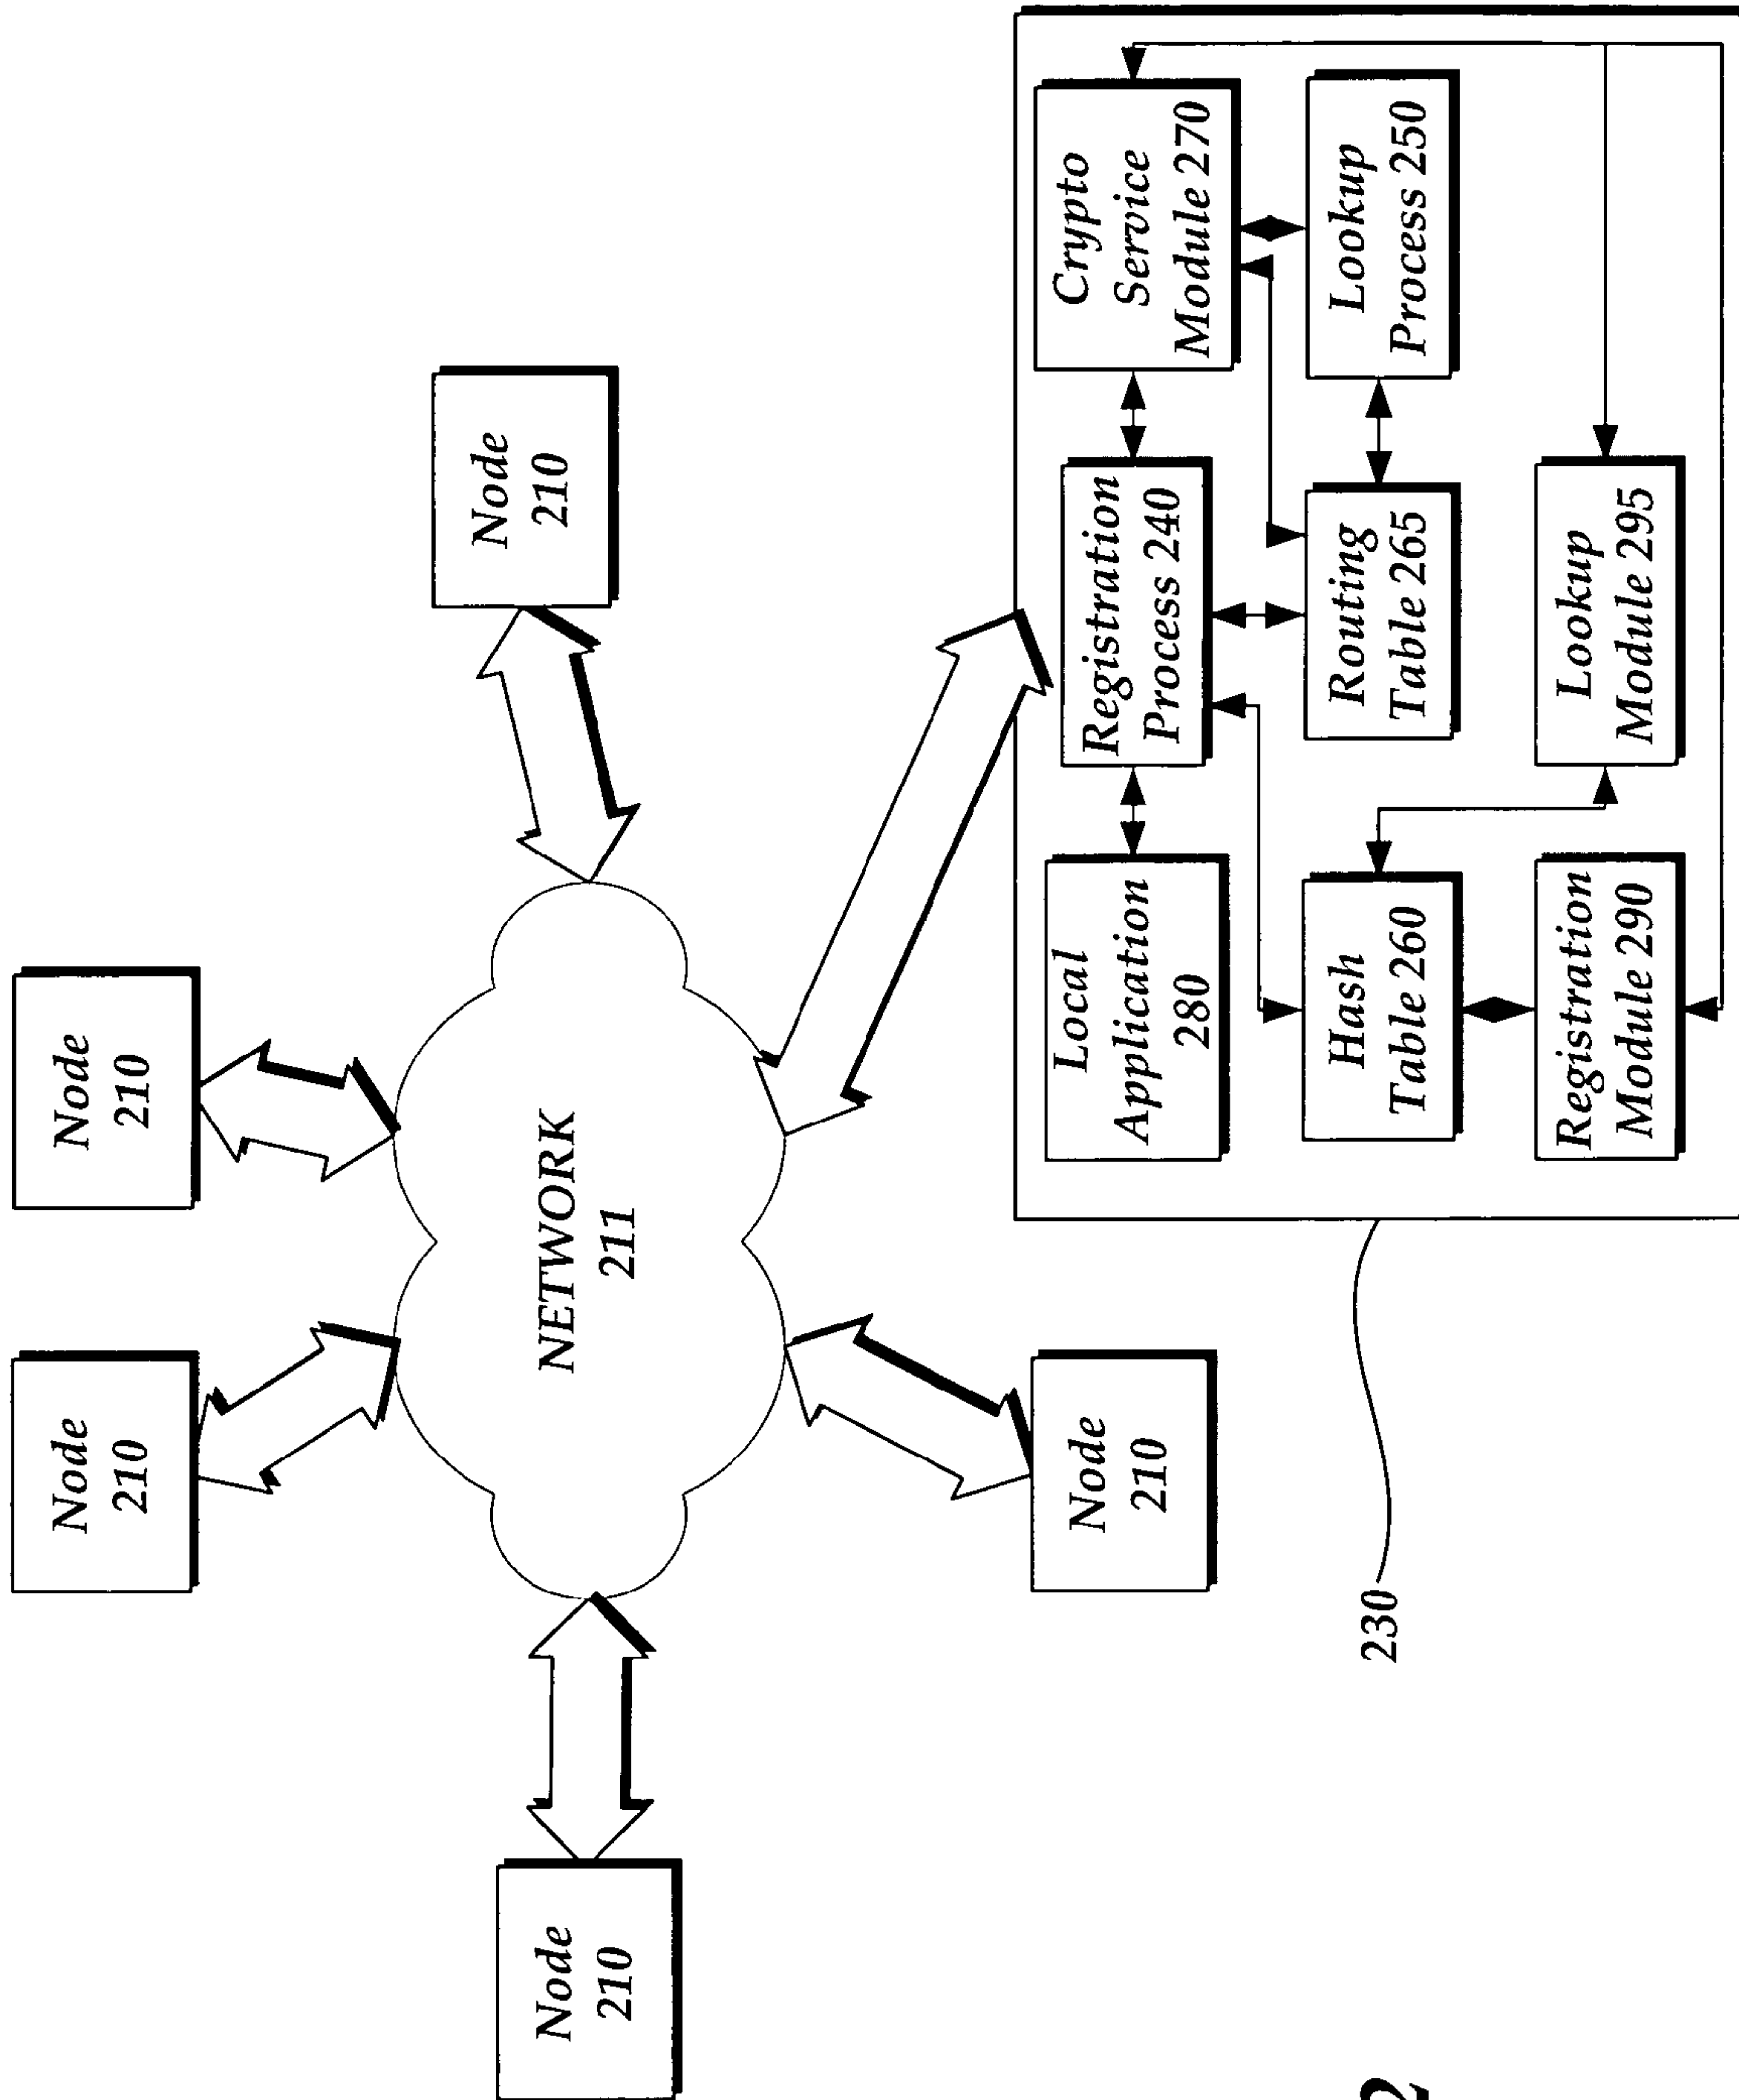 Node
210
Node
210
Node
210
NETWORK
211
Node
210
Node
210
Local
Application
280
Registration
Process 240
Crypto
Service
Module 270
Hash
Table 260
Routing
Table 265
Lookup
Process 250
Registration
Module 290
Lookup
Module 295
230
2